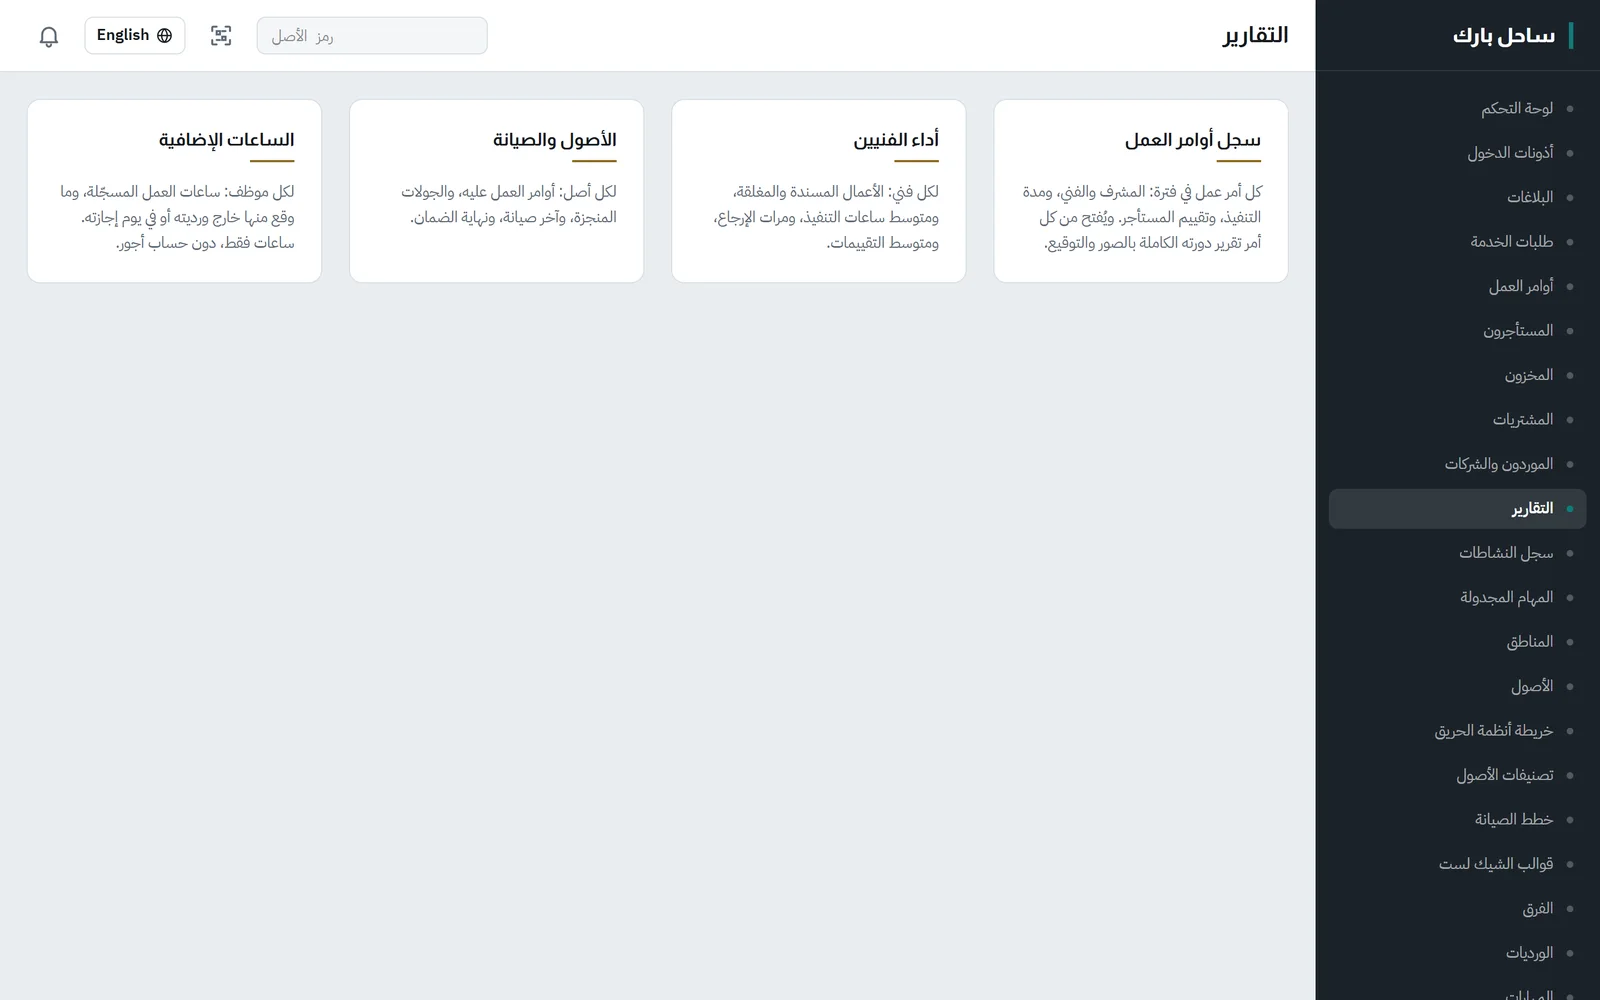 ساحل بارك
لوحة التحكم
أذونات الدخول
البلاغات
طلبات الخدمة
أوامر العمل
المستأجرون
المخزون
المشتريات
الموردون والشركات
التقارير
سجل النشاطات
المهام المجدولة
المناطق
الأصول
خريطة أنظمة الحريق
تصنيفات الأصول
خطط الصيانة
قوالب الشيك لست
الفرق
الورديات
التقارير
رمز الأصل
English
سجل أوامر العمل
كل أمر عمل في فترة: المشرف والفني، ومدة
التنفيذ، وتقييم المستأجر. ويُفتح من كل
أمر تقرير دورته الكاملة بالصور والتوقيع.
أداء الفنيين
لكل فني: الأعمال المسندة والمغلقة،
ومتوسط ساعات التنفيذ، ومرات الإرجاع،
ومتوسط التقييمات.
الأصول والصيانة
لكل أصل: أوامر العمل عليه، والجولات
المنجزة، وآخر صيانة، ونهاية الضمان.
الساعات الإضافية
لكل موظف: ساعات العمل المسجّلة، وما
وقع منها خارج ورديته أو في يوم إجازته.
ساعات فقط، دون حساب أجور.